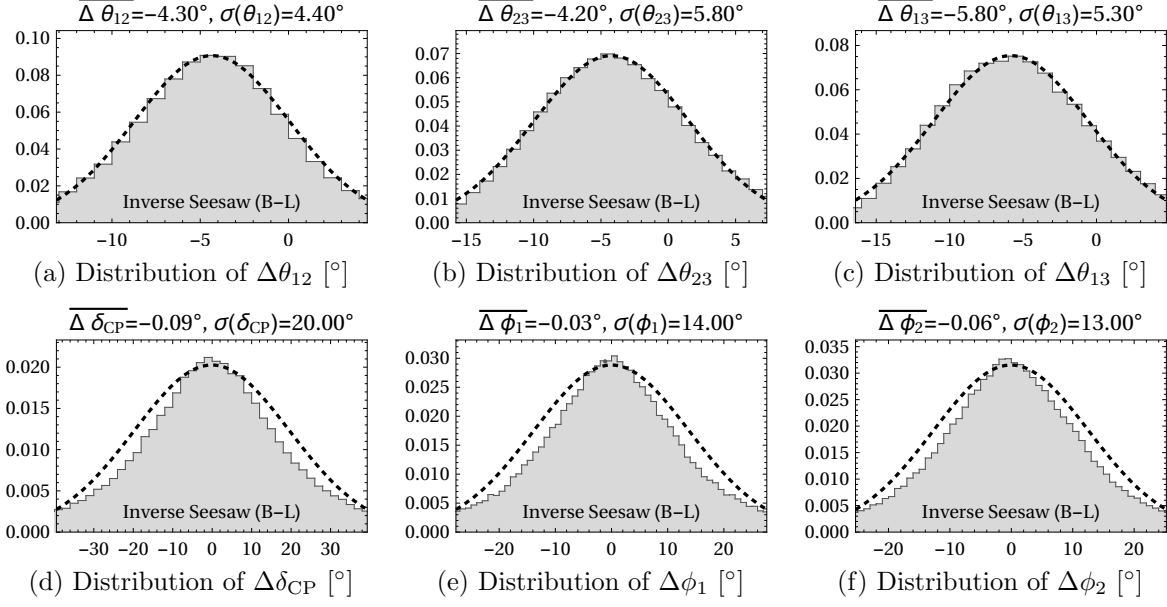 Δ θ12=−4.30°, σ(θ12)=4.40°
0.10
0.08
0.06
0.04
0.02
0.00
Inverse Seesaw (B−L)
−10 −5 0
(a) Distribution of Δθ12 [°]
Δ θ23=−4.20°, σ(θ23)=5.80°
0.07
0.06
0.05
0.04
0.03
0.02
0.01
0.00
Inverse Seesaw (B−L)
−15 −10 −5 0 5
(b) Distribution of Δθ23 [°]
Δ θ13=−5.80°, σ(θ13)=5.30°
0.08
0.06
0.04
0.02
0.00
Inverse Seesaw (B−L)
−15 −10 −5 0
(c) Distribution of Δθ13 [°]
Δ δCP=−0.09°, σ(δCP)=20.00°
0.020
0.015
0.010
0.005
0.000
Inverse Seesaw (B−L)
−30 −20 −10 0 10 20 30
(d) Distribution of ΔδCP [°]
Δ ϕ1=−0.03°, σ(ϕ1)=14.00°
0.030
0.025
0.020
0.015
0.010
0.005
0.000
Inverse Seesaw (B−L)
−20 −10 0 10 20
(e) Distribution of Δϕ1 [°]
Δ ϕ2=−0.06°, σ(ϕ2)=13.00°
0.035
0.030
0.025
0.020
0.015
0.010
0.005
0.000
Inverse Seesaw (B−L)
−20 −10 0 10 20
(f) Distribution of Δϕ2 [°]